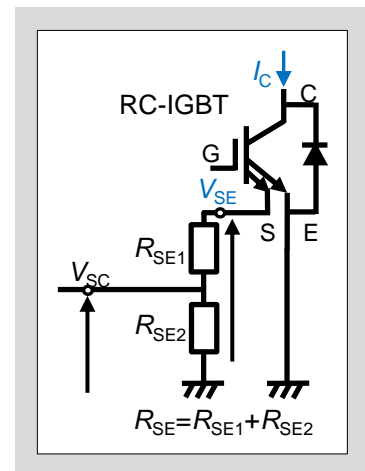 I_C
C
RC-IGBT
G
V_SE
S E
R_SE1
V_SC
R_SE2
R_SE=R_SE1+R_SE2